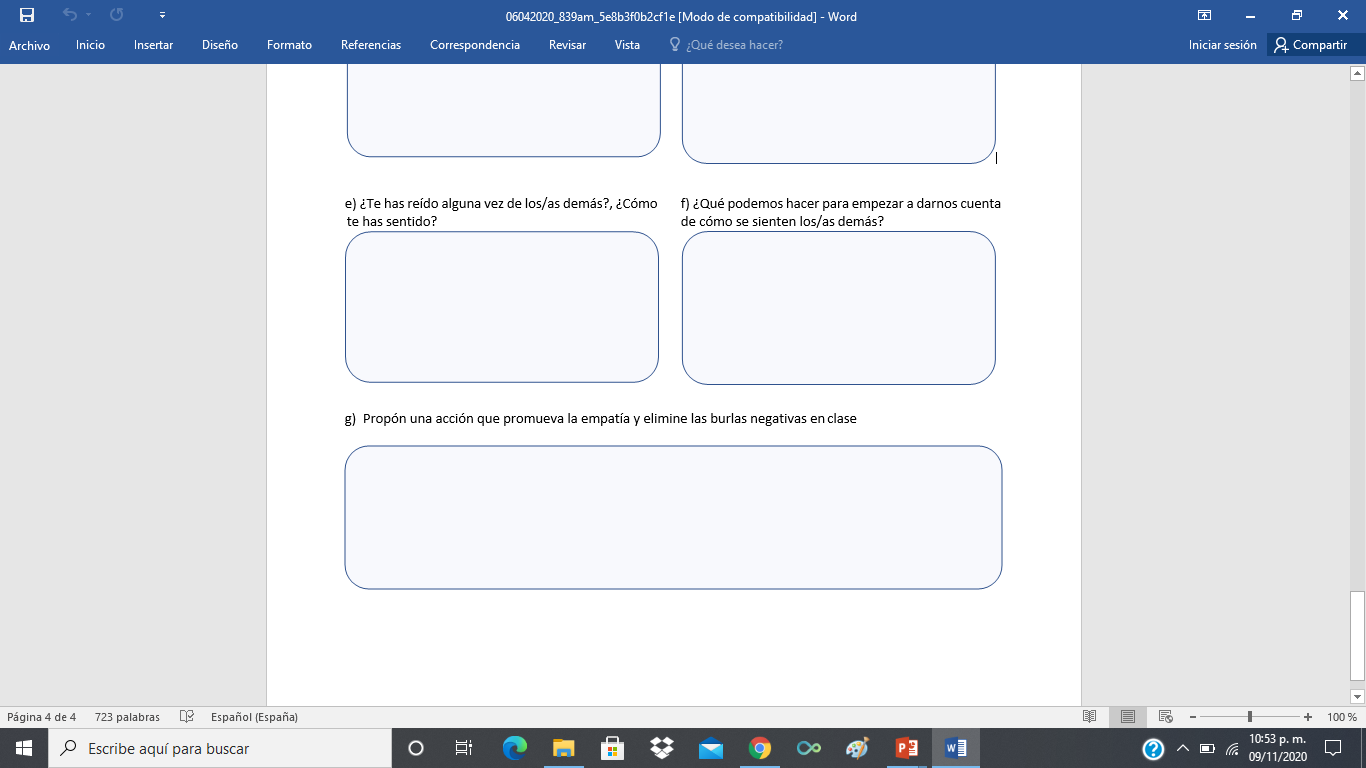 06042020_839am_5e8b3f0b2cf1e [Modo de compatibilidad] - Word
Archivo Inicio Insertar Diseño Formato Referencias Correspondencia Revisar Vista ¿Qué desea hacer? Iniciar sesión Compartir
e) ¿Te has reído alguna vez de los/as demás?, ¿Cómo
te has sentido?
f) ¿Qué podemos hacer para empezar a darnos cuenta
de cómo se sienten los/as demás?
g) Propón una acción que promueva la empatía y elimine las burlas negativas en clase
Página 4 de 4 723 palabras Español (España) 100 %
Escribe aquí para buscar
10:53 p. m.
09/11/2020